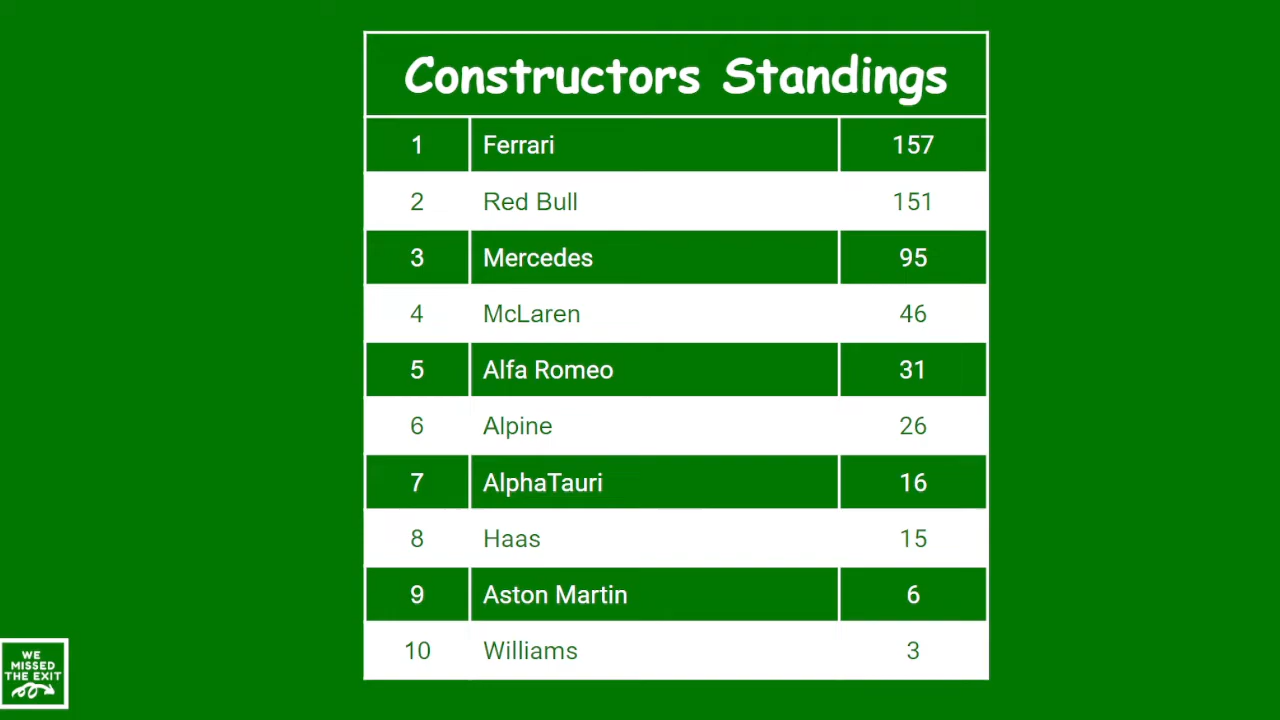 Constructors Standings
1 Ferrari 157
2 Red Bull 151
3 Mercedes 95
4 McLaren 46
5 Alfa Romeo 31
6 Alpine 26
7 AlphaTauri 16
8 Haas 15
9 Aston Martin 6
10 Williams 3
WE
MISSED
THE EXIT